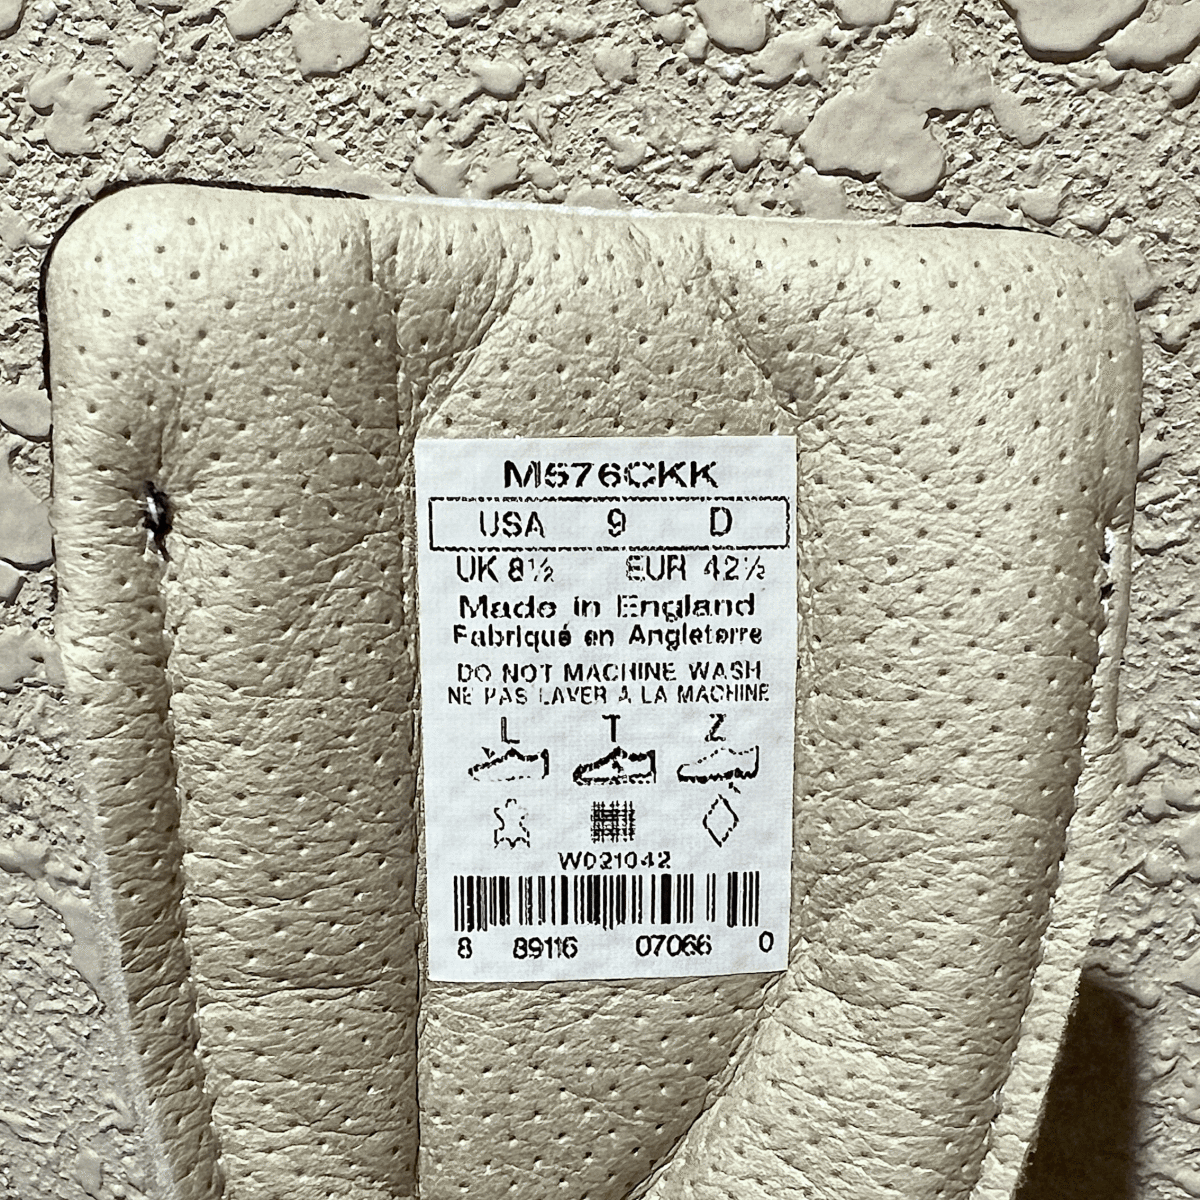 M576CKK
USA 9 D
UK 8½ EUR 42½
Made in England
Fabriqué en Angleterre
DO NOT MACHINE WASH
NE PAS LAVER A LA MACHINE
L T Z
W021042
8 89116 07066 0